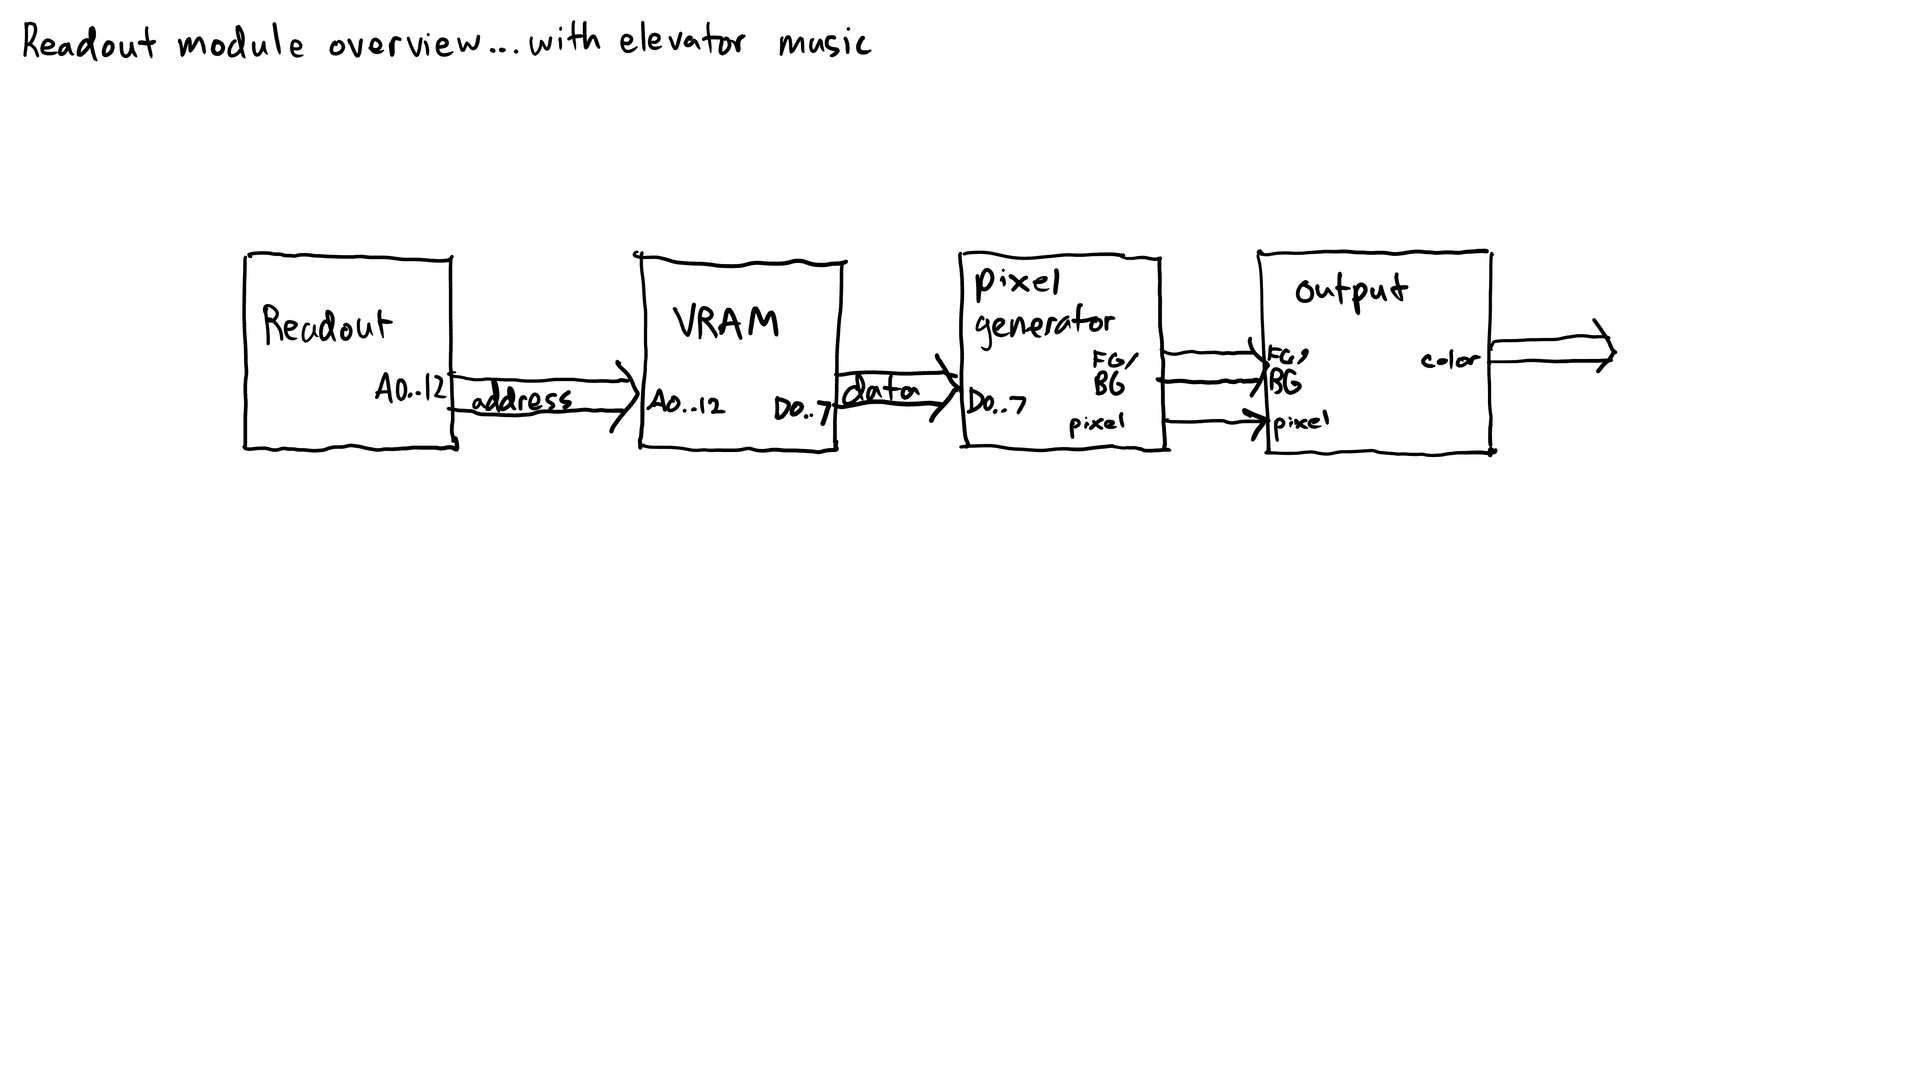 Readout module overview...with elevator music
Readout
A0..12
address
VRAM
A0..12
D0..7
data
pixel
generator
D0..7
FG/
BG
pixel
output
FG/
BG
pixel
color